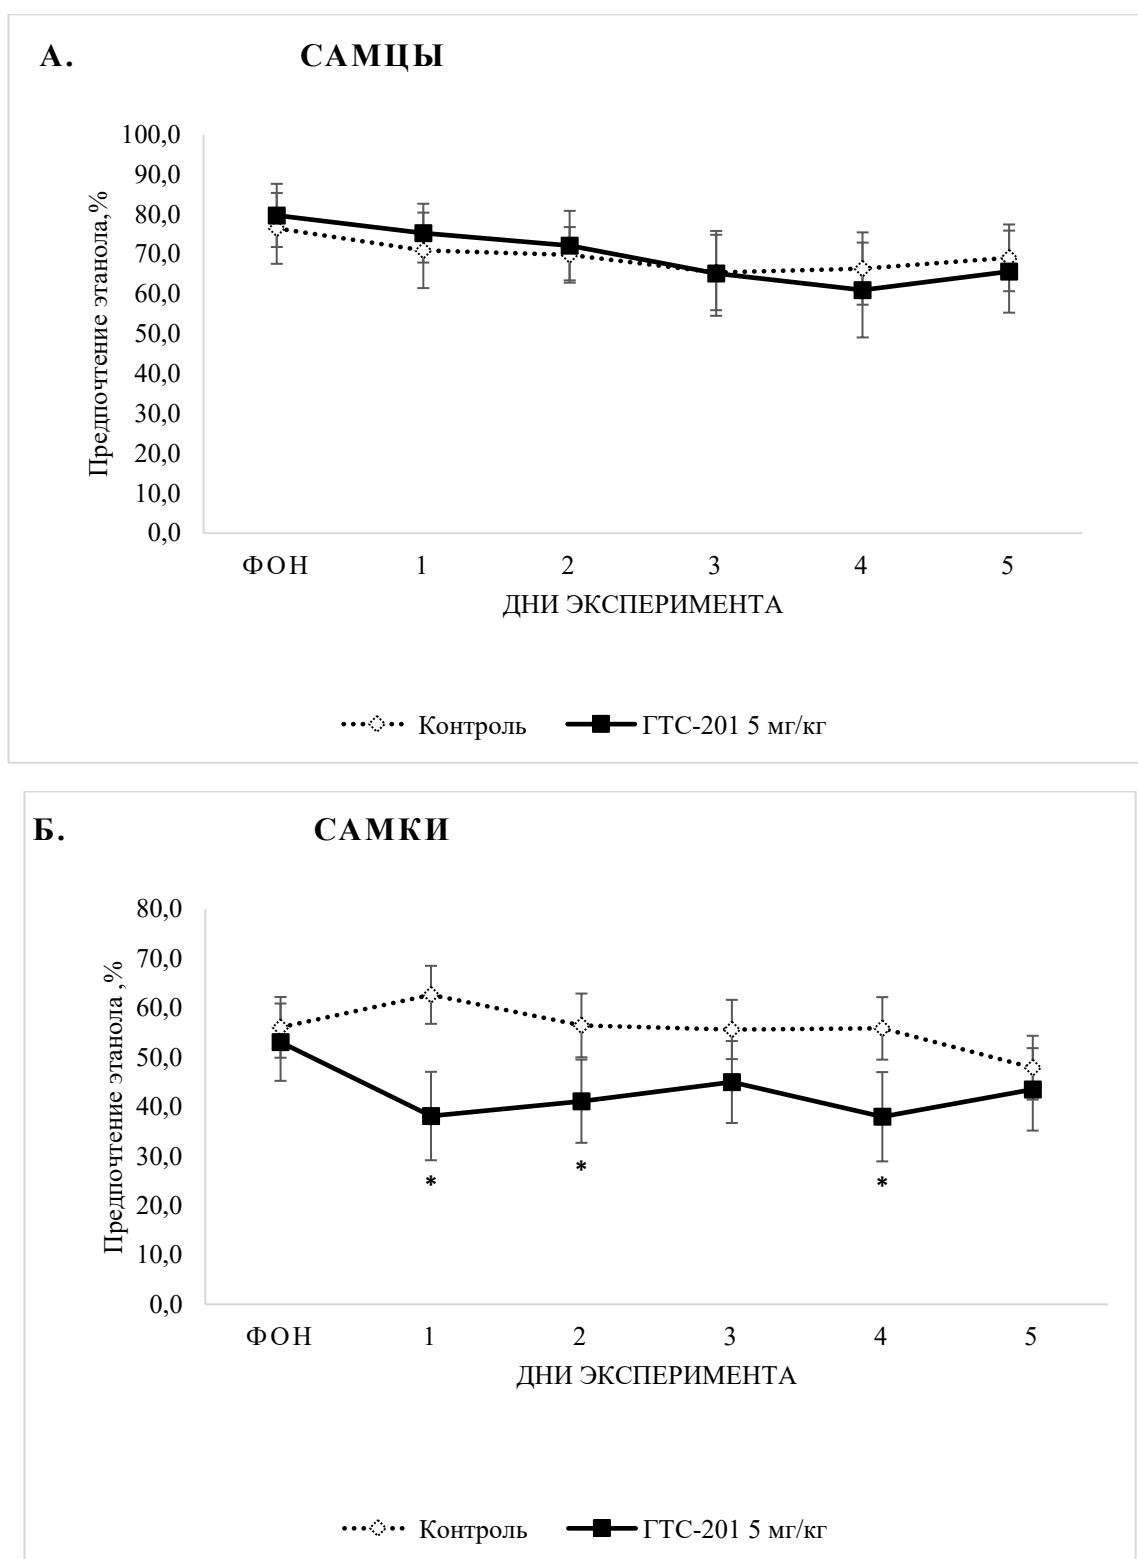 А. САМЦЫ
Предпочтение этанола,%
100,0
90,0
80,0
70,0
60,0
50,0
40,0
30,0
20,0
10,0
0,0
ФОН 1 2 3 4 5
ДНИ ЭКСПЕРИМЕНТА
Контроль ГТС-201 5 мг/кг
Б. САМКИ
Предпочтение этанола ,%
80,0
70,0
60,0
50,0
40,0
30,0
20,0
10,0
0,0
* * *
ФОН 1 2 3 4 5
ДНИ ЭКСПЕРИМЕНТА
Контроль ГТС-201 5 мг/кг